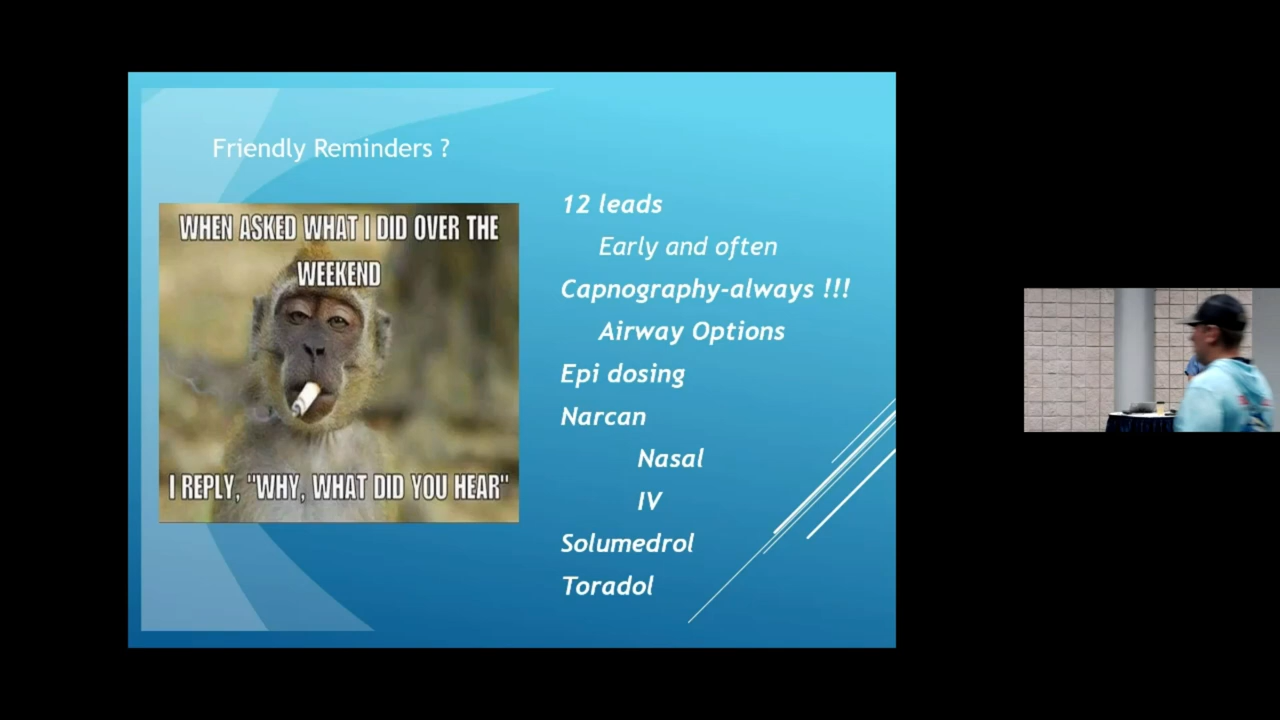 Friendly Reminders ?
WHEN ASKED WHAT I DID OVER THE
WEEKEND
I REPLY, "WHY, WHAT DID YOU HEAR"
12 leads
Early and often
Capnography-always !!!
Airway Options
Epi dosing
Narcan
Nasal
IV
Solumedrol
Toradol